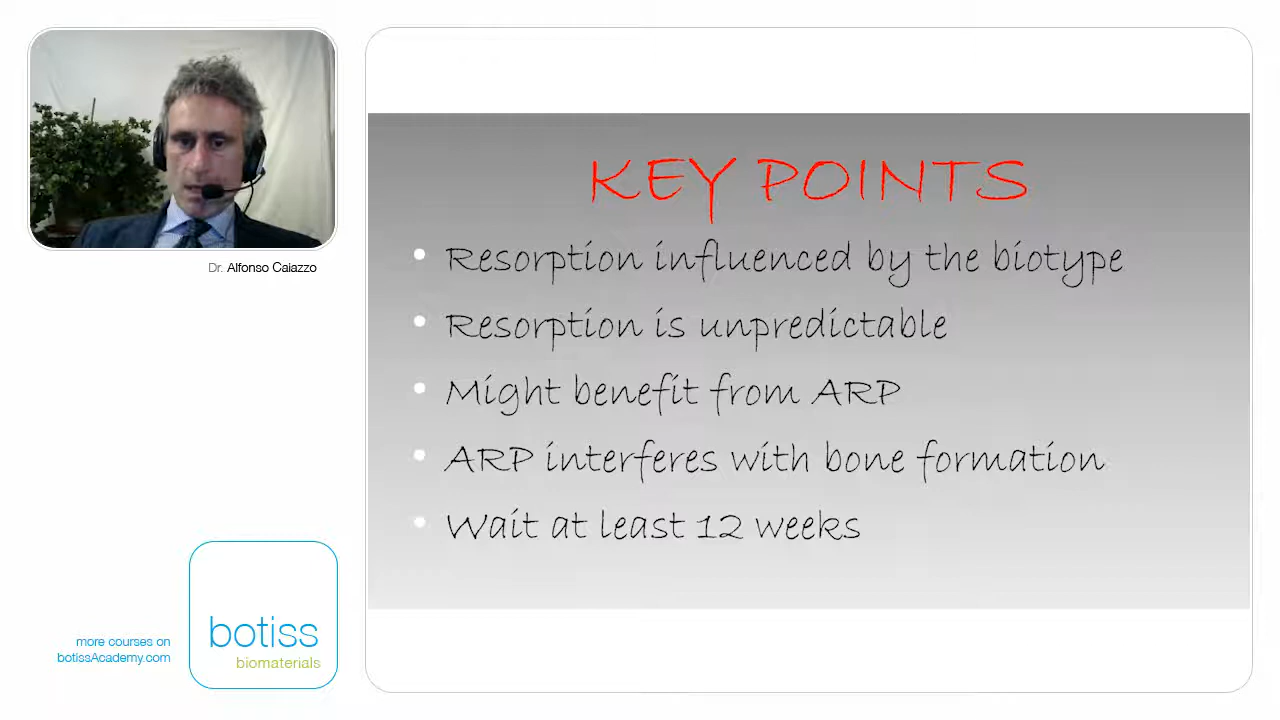 Dr. Alfonso Caiazzo
KEY POINTS
• Resorption influenced by the biotype
• Resorption is unpredictable
• Might benefit from ARP
• ARP interferes with bone formation
• Wait at least 12 weeks
more courses on
botissAcademy.com
botiss
biomaterials